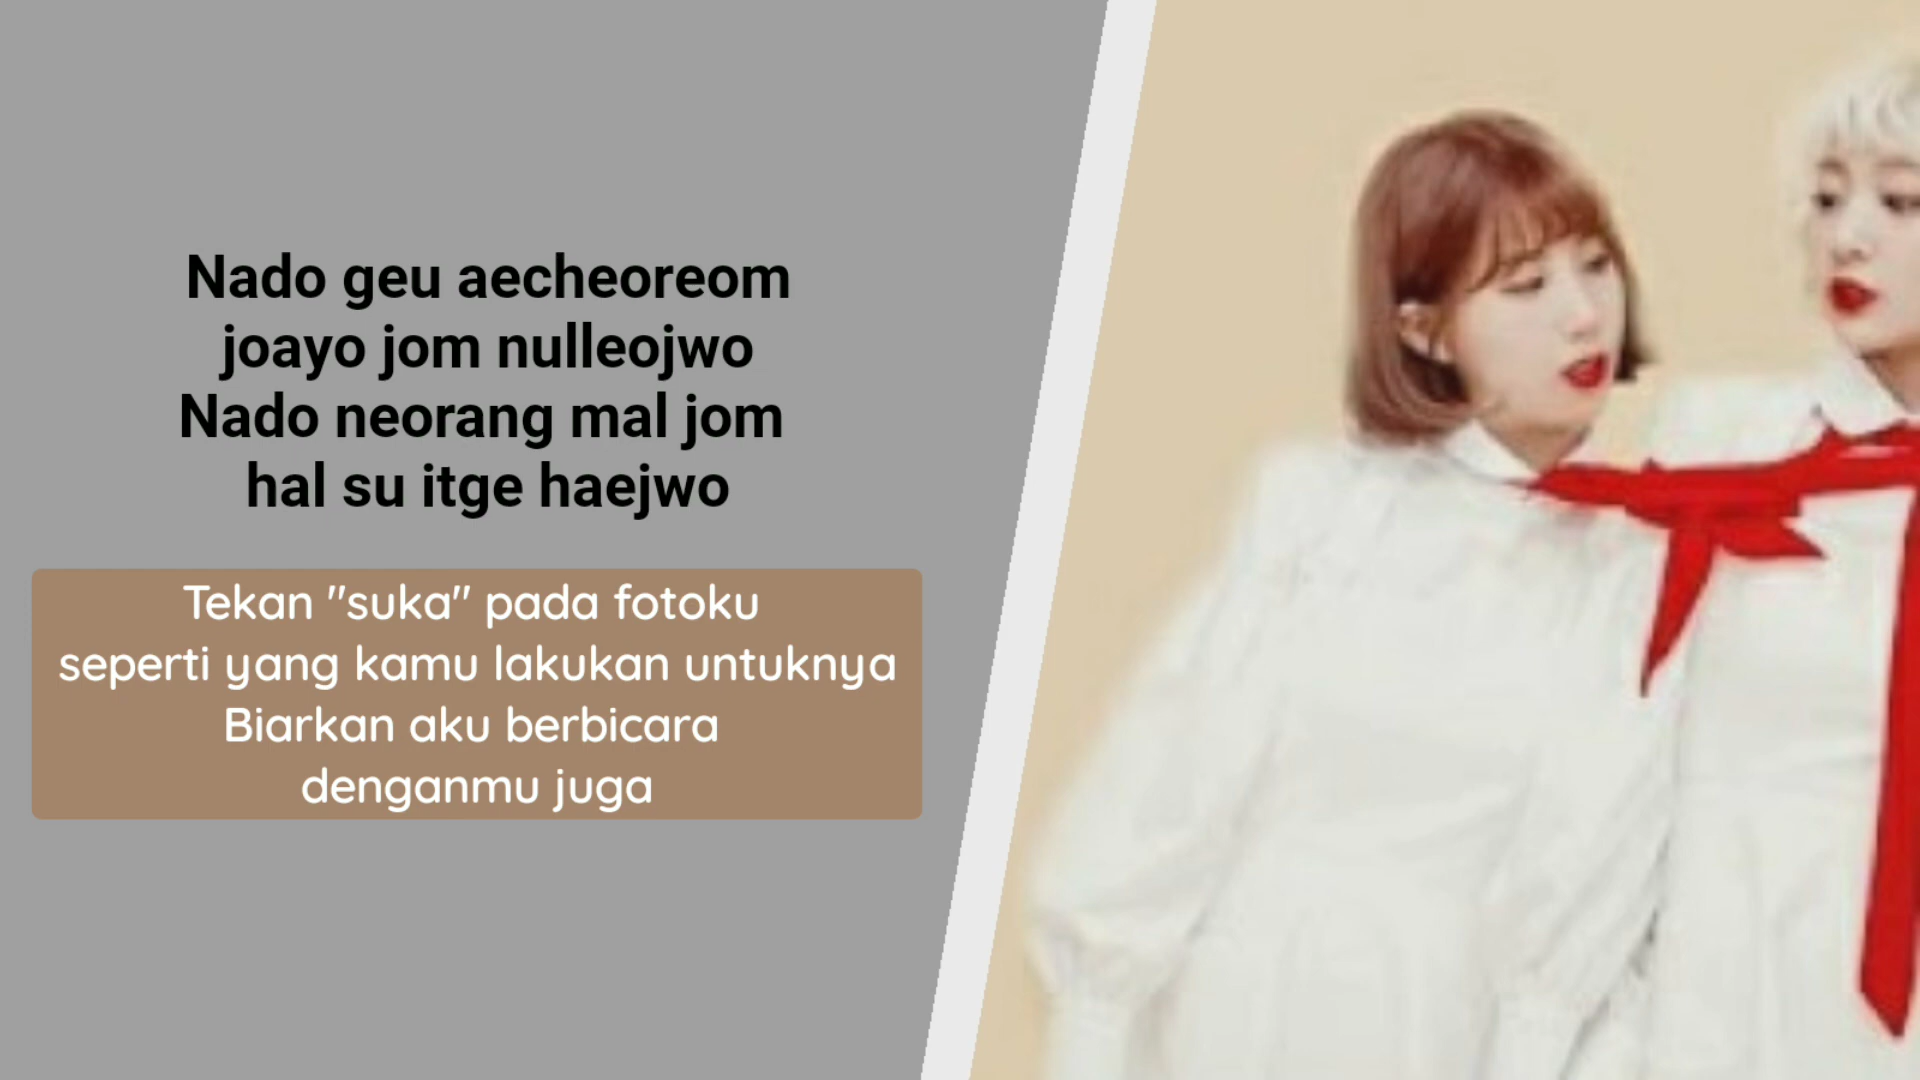 Nado geu aecheoreom
joayo jom nulleojwo
Nado neorang mal jom
hal su itge haejwo
Tekan "suka" pada fotoku
seperti yang kamu lakukan untuknya
Biarkan aku berbicara
denganmu juga